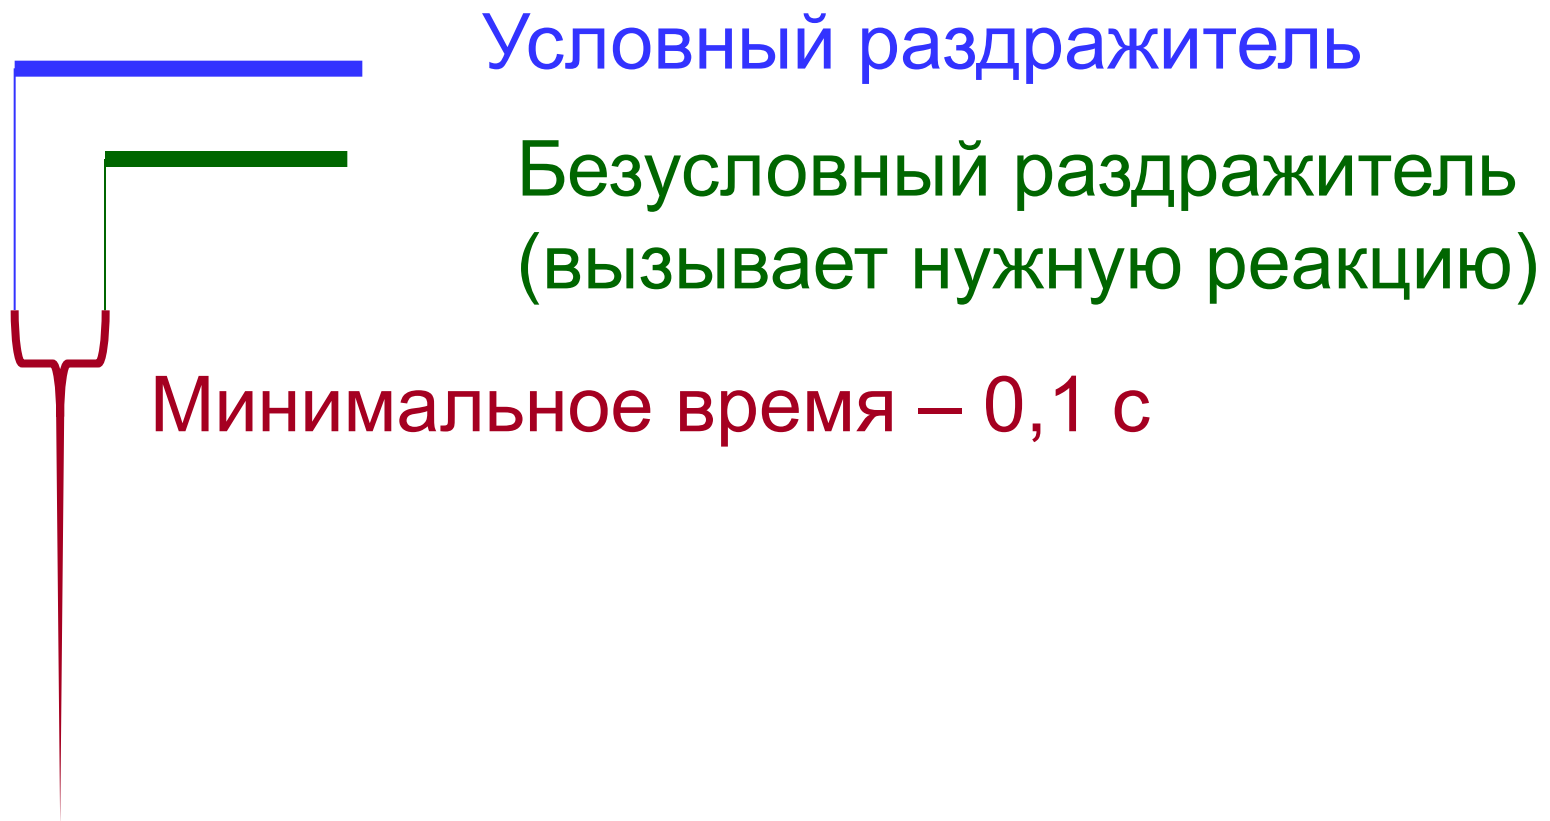 Условный раздражитель
Безусловный раздражитель
(вызывает нужную реакцию)
Минимальное время – 0,1 с